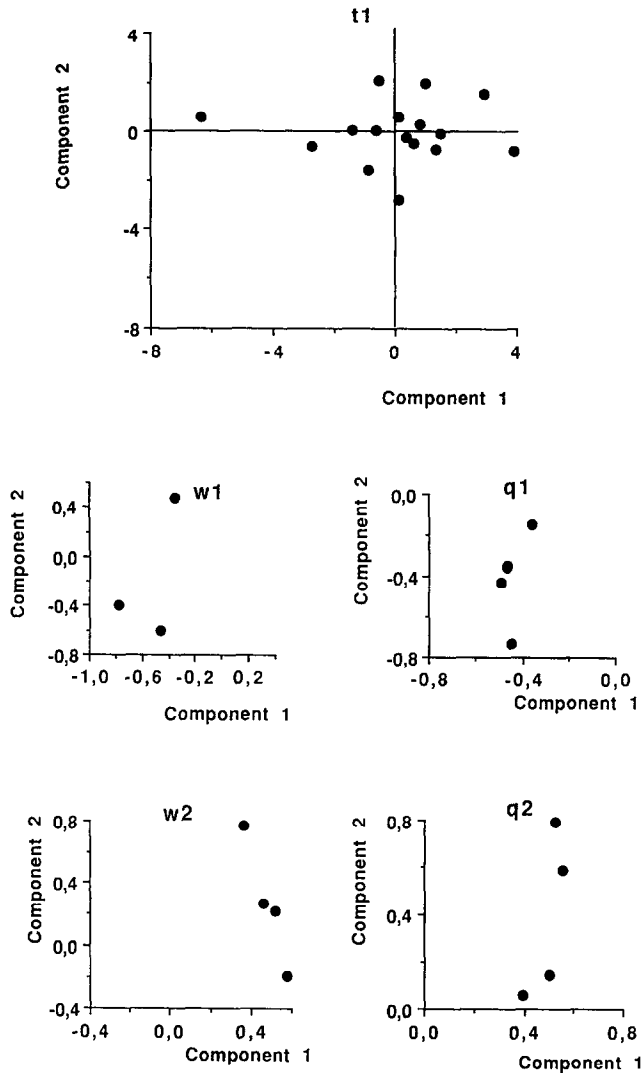 t1
4
0
-4
-8
Component 2
-8 -4 0 4
Component 1
w1
0,4
0,0
-0,4
-0,8
Component 2
-1,0 -0,6 -0,2 0,2
Component 1
q1
0,0
-0,4
-0,8
Component 2
-0,8 -0,4 0,0
Component 1
w2
0,8
0,4
0,0
-0,4
Component 2
-0,4 0,0 0,4
Component 1
q2
0,8
0,4
0,0
Component 2
0,0 0,4 0,8
Component 1